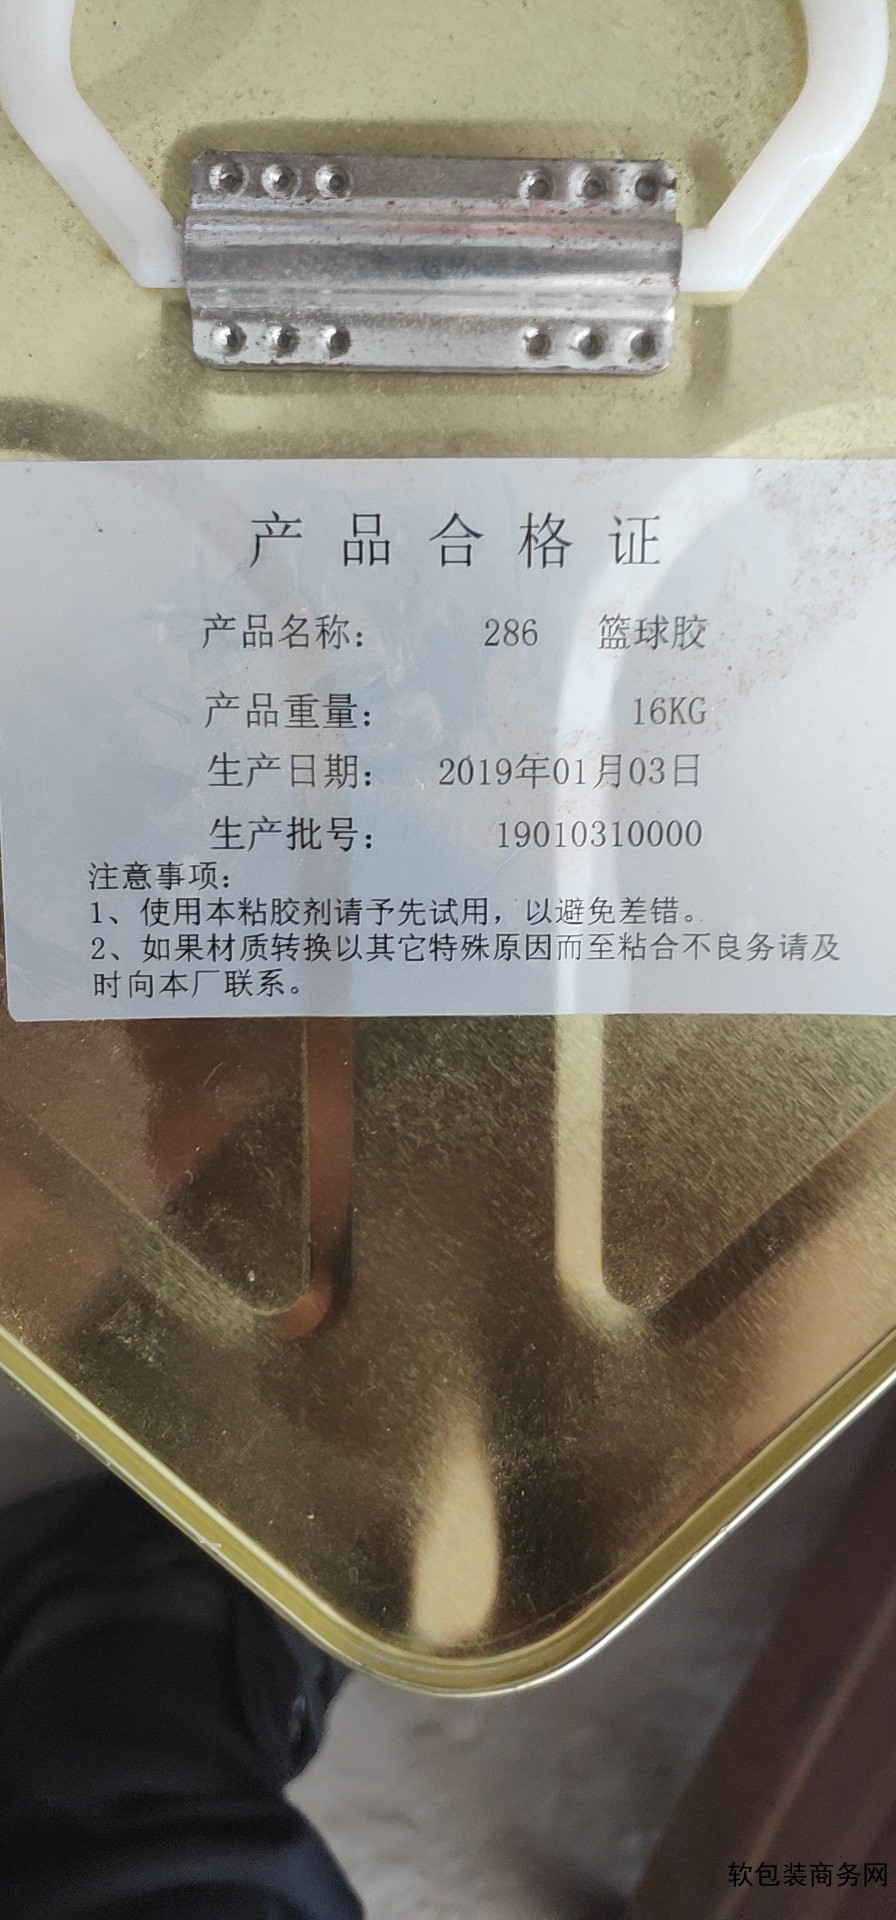 产品合格证
产品名称： 286 篮球胶
产品重量： 16KG
生产日期： 2019年01月03日
生产批号： 19010310000
注意事项：
1、使用本粘胶剂请予先试用，以避免差错。
2、如果材质转换以其它特殊原因而至粘合不良务请及
时向本厂联系。
软包装商务网